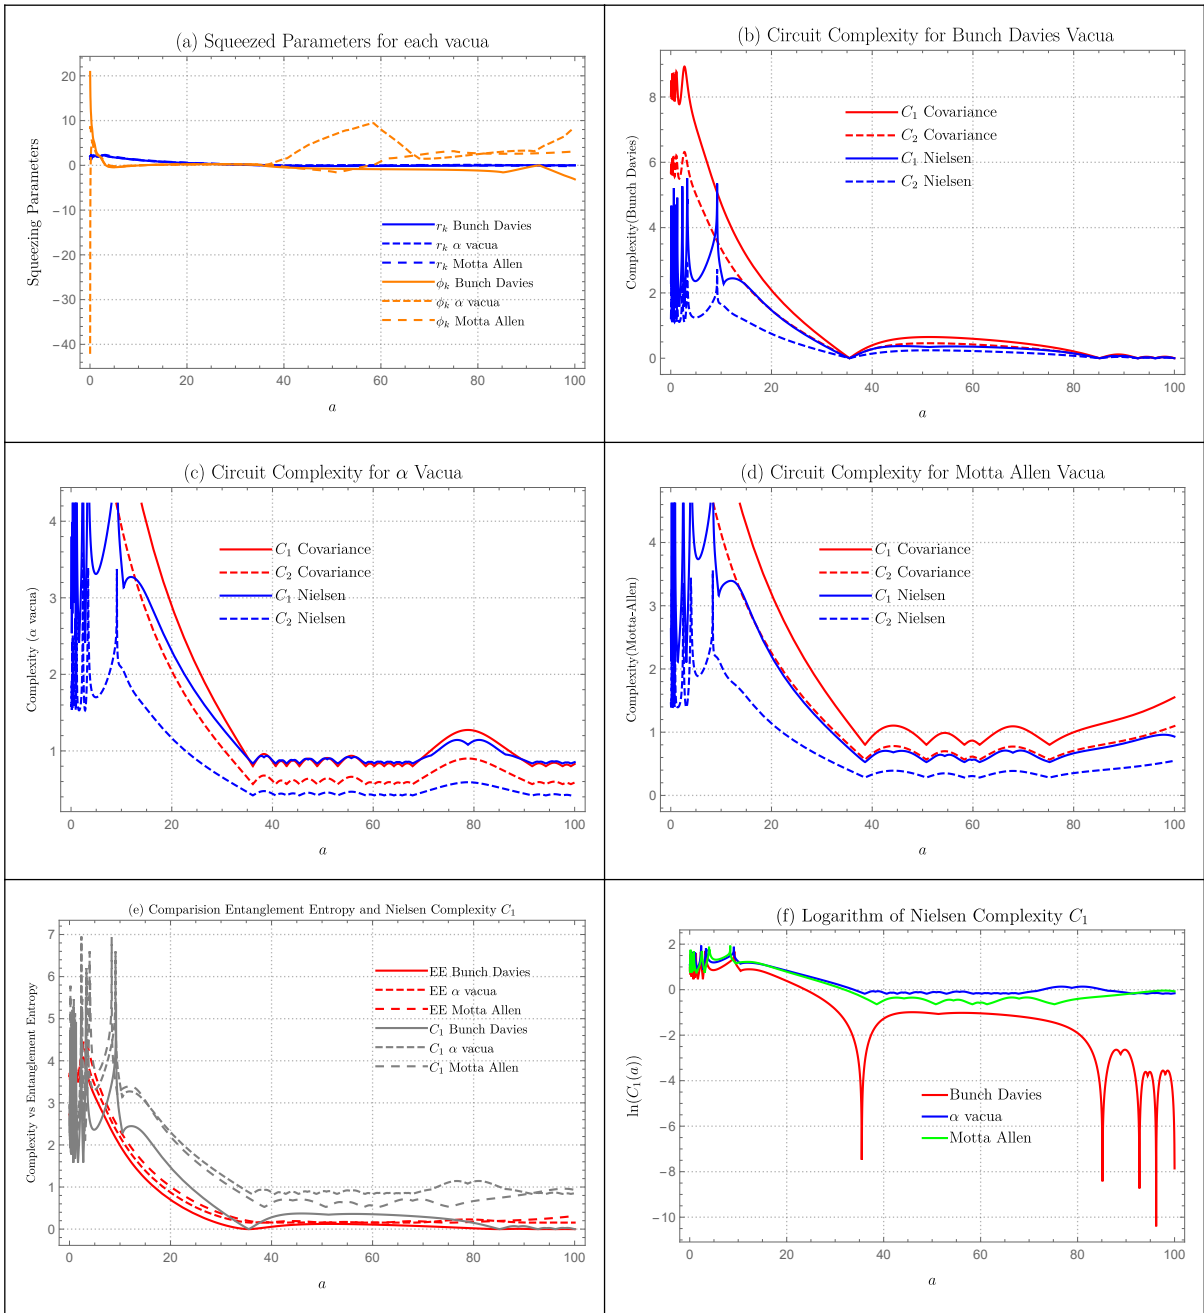 (a) Squeezed Parameters for each vacua
Squeezing Parameters
20
10
0
−10
−20
−30
−40
r_k Bunch Davies
r_k α vacua
r_k Motta Allen
ϕ_k Bunch Davies
ϕ_k α vacua
ϕ_k Motta Allen
0 20 40 60 80 100
a
(b) Circuit Complexity for Bunch Davies Vacua
Complexity(Bunch Davies)
8
6
4
2
0
C_1 Covariance
C_2 Covariance
C_1 Nielsen
C_2 Nielsen
0 20 40 60 80 100
a
(c) Circuit Complexity for α Vacua
Complexity (α vacua)
4
3
2
1
C_1 Covariance
C_2 Covariance
C_1 Nielsen
C_2 Nielsen
0 20 40 60 80 100
a
(d) Circuit Complexity for Motta Allen Vacua
Complexity(Motta-Allen)
4
3
2
1
0
C_1 Covariance
C_2 Covariance
C_1 Nielsen
C_2 Nielsen
0 20 40 60 80 100
a
(e) Comparision Entanglement Entropy and Nielsen Complexity C_1
Complexity vs Entanglement Entropy
7
6
5
4
3
2
1
0
EE Bunch Davies
EE α vacua
EE Motta Allen
C_1 Bunch Davies
C_1 α vacua
C_1 Motta Allen
0 20 40 60 80 100
a
(f) Logarithm of Nielsen Complexity C_1
ln(C_1(a))
2
0
−2
−4
−6
−8
−10
Bunch Davies
α vacua
Motta Allen
0 20 40 60 80 100
a